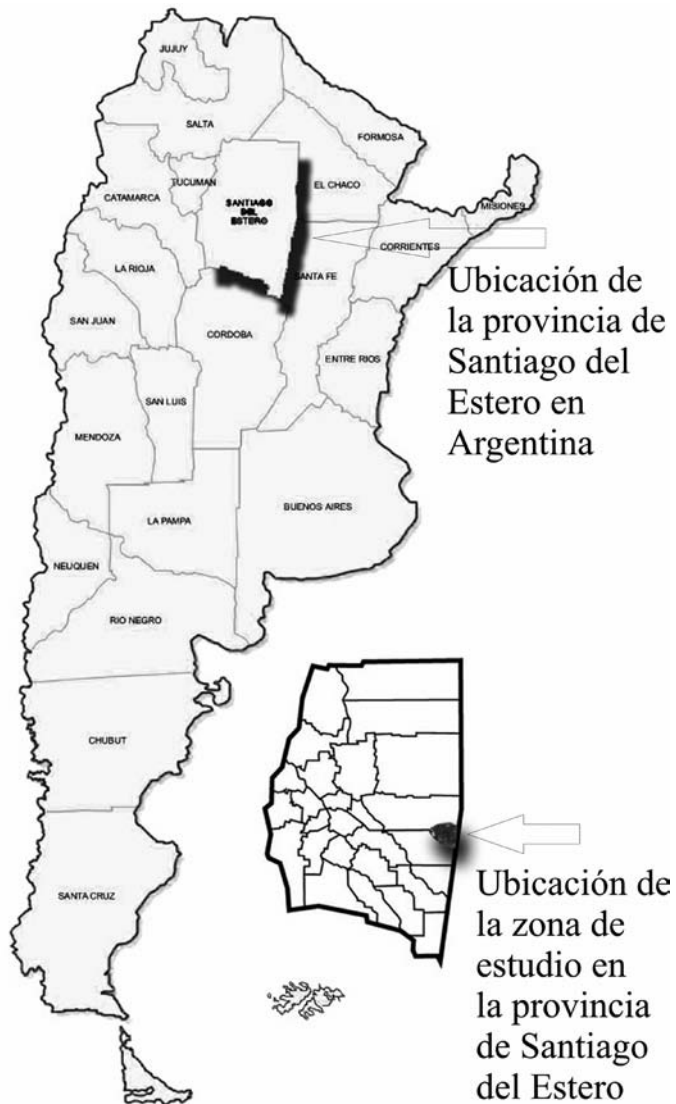 JUJUY
SALTA
FORMOSA
TUCUMAN
EL CHACO
CATAMARCA
SANTIAGO
DEL
ESTERO
MISIONES
CORRIENTES
LA RIOJA
SANTA FE
SAN JUAN
CORDOBA
ENTRE RIOS
SAN LUIS
MENDOZA
BUENOS AIRES
LA PAMPA
NEUQUEN
RIO NEGRO
CHUBUT
SANTA CRUZ
Ubicación de
la provincia de
Santiago del
Estero en
Argentina
Ubicación de
la zona de
estudio en
la provincia
de Santiago
del Estero